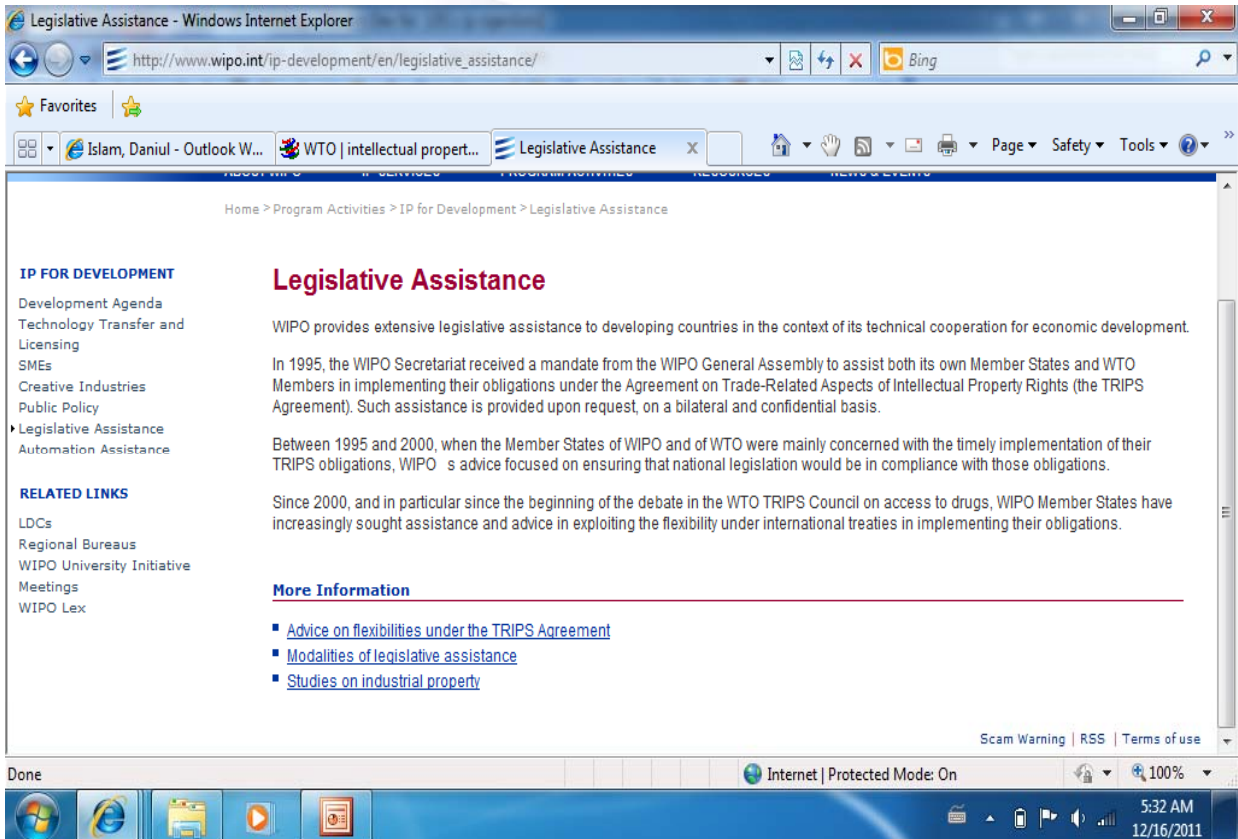 Legislative Assistance - Windows Internet Explorer
http://www.wipo.int/ip-development/en/legislative_assistance/
Bing
Favorites
Islam, Daniul - Outlook W...
WTO | intellectual propert...
Legislative Assistance
X
Page
Safety
Tools
ABOUT WIPO IP SERVICES PROGRAM ACTIVITIES RESOURCES NEWS & EVENTS
Home > Program Activities > IP for Development > Legislative Assistance
IP FOR DEVELOPMENT
Development Agenda
Technology Transfer and
Licensing
SMEs
Creative Industries
Public Policy
Legislative Assistance
Automation Assistance
RELATED LINKS
LDCs
Regional Bureaus
WIPO University Initiative
Meetings
WIPO Lex
Legislative Assistance
WIPO provides extensive legislative assistance to developing countries in the context of its technical cooperation for economic development.
In 1995, the WIPO Secretariat received a mandate from the WIPO General Assembly to assist both its own Member States and WTO
Members in implementing their obligations under the Agreement on Trade-Related Aspects of Intellectual Property Rights (the TRIPS
Agreement). Such assistance is provided upon request, on a bilateral and confidential basis.
Between 1995 and 2000, when the Member States of WIPO and of WTO were mainly concerned with the timely implementation of their
TRIPS obligations, WIPO s advice focused on ensuring that national legislation would be in compliance with those obligations.
Since 2000, and in particular since the beginning of the debate in the WTO TRIPS Council on access to drugs, WIPO Member States have
increasingly sought assistance and advice in exploiting the flexibility under international treaties in implementing their obligations.
More Information
Advice on flexibilities under the TRIPS Agreement
Modalities of legislative assistance
Studies on industrial property
Scam Warning | RSS | Terms of use
Done
Internet | Protected Mode: On
100%
5:32 AM
12/16/2011